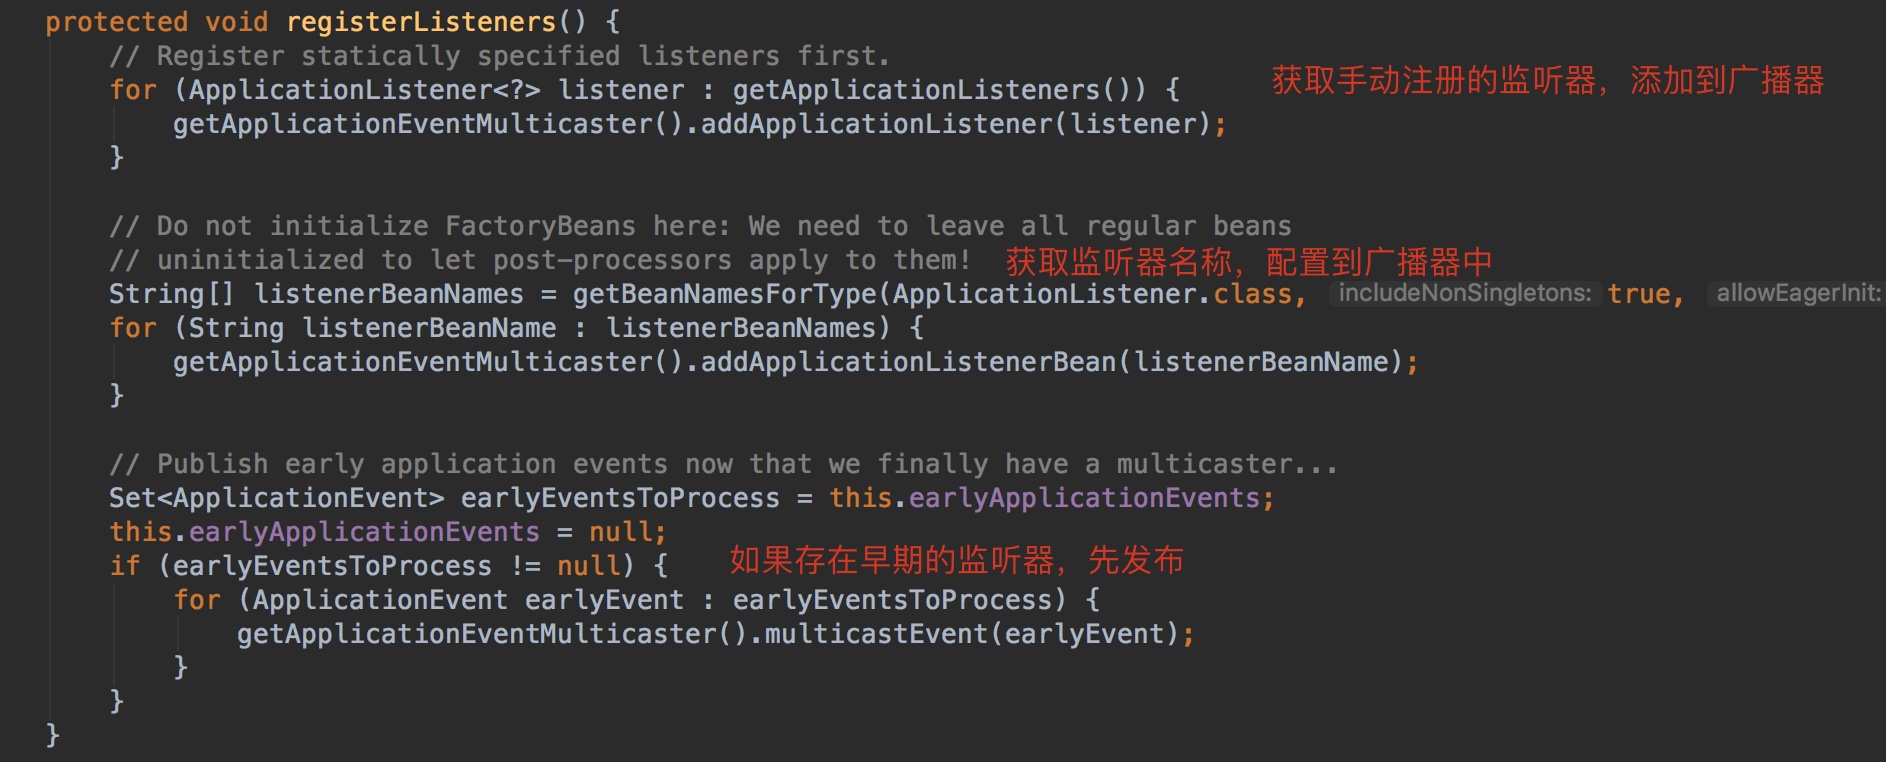 protected void registerListeners() {
// Register statically specified listeners first.
for (ApplicationListener<?> listener : getApplicationListeners()) { 获取手动注册的监听器，添加到广播器
getApplicationEventMulticaster().addApplicationListener(listener);
}
// Do not initialize FactoryBeans here: We need to leave all regular beans
// uninitialized to let post-processors apply to them! 获取监听器名称，配置到广播器中
String[] listenerBeanNames = getBeanNamesForType(ApplicationListener.class, includeNonSingletons: true, allowEagerInit:
for (String listenerBeanName : listenerBeanNames) {
getApplicationEventMulticaster().addApplicationListenerBean(listenerBeanName);
}
// Publish early application events now that we finally have a multicaster...
Set<ApplicationEvent> earlyEventsToProcess = this.earlyApplicationEvents;
this.earlyApplicationEvents = null;
if (earlyEventsToProcess != null) { 如果存在早期的监听器，先发布
for (ApplicationEvent earlyEvent : earlyEventsToProcess) {
getApplicationEventMulticaster().multicastEvent(earlyEvent);
}
}
}